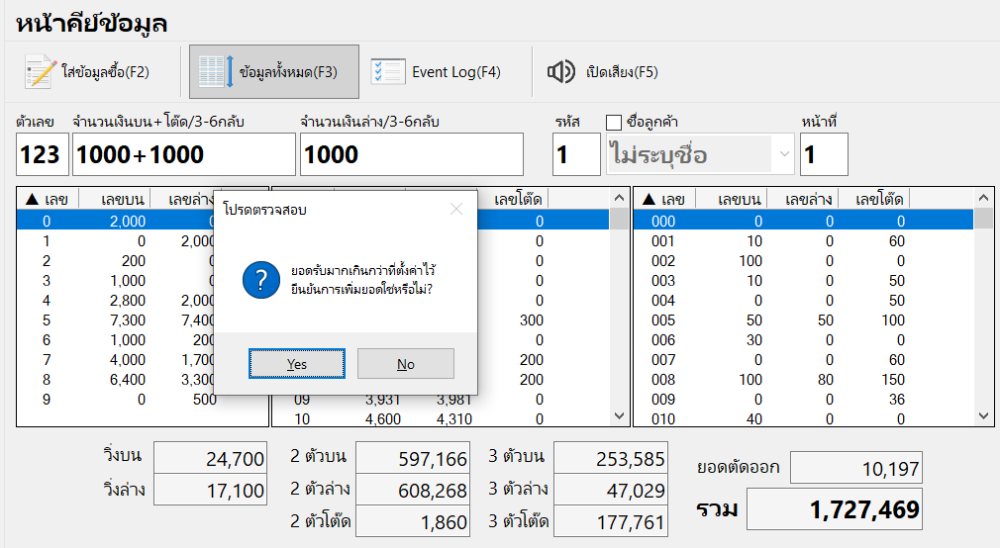 หน้าคีย์ข้อมูล
ใส่ข้อมูลซื้อ(F2) ข้อมูลทั้งหมด(F3) Event Log(F4) เปิดเสียง(F5)
ตัวเลข จำนวนเงินบน+โต๊ด/3-6กลับ จำนวนเงินล่าง/3-6กลับ รหัส ชื่อลูกค้า หน้าที่
123 1000+1000 1000 1 ไม่ระบุชื่อ 1
▲ เลข เลขบน เลขล่าง เลขโต๊ด ▲ เลข เลขบน เลขล่าง เลขโต๊ด
0 2,000 0 0 000 0 0 0
1 0 2,000 0 001 10 0 60
2 200 0 0 002 100 0 0
3 1,000 0 0 003 10 0 50
4 2,800 2,000 0 004 0 0 50
5 7,300 7,400 300 005 50 50 100
6 1,000 200 0 006 30 0 0
7 4,000 1,700 200 007 0 0 60
8 6,400 3,300 200 008 100 80 150
9 0 500 09 3,931 3,981 0 009 0 0 36
10 4,600 4,310 0 010 40 0 0
โปรดตรวจสอบ
ยอดรับมากเกินกว่าที่ตั้งค่าไว้
ยืนยันการเพิ่มยอดใช่หรือไม่?
Yes No
วิ่งบน 24,700 2 ตัวบน 597,166 3 ตัวบน 253,585 ยอดตัดออก 10,197
วิ่งล่าง 17,100 2 ตัวล่าง 608,268 3 ตัวล่าง 47,029 รวม 1,727,469
2 ตัวโต๊ด 1,860 3 ตัวโต๊ด 177,761